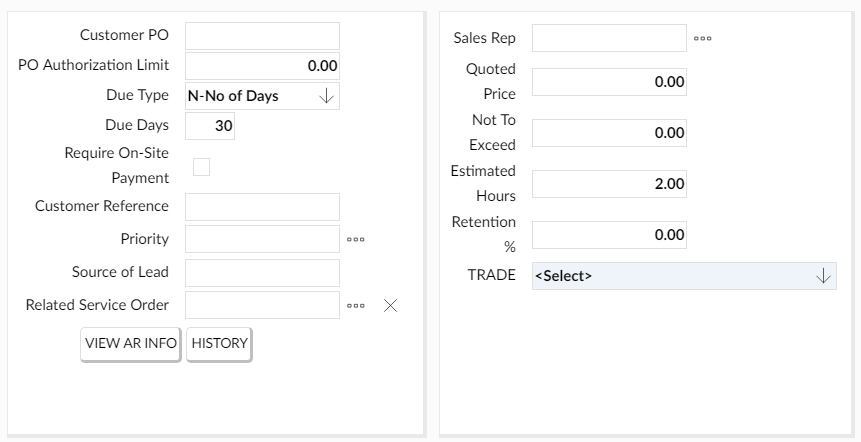 Customer PO
PO Authorization Limit 0.00
Due Type N-No of Days
Due Days 30
Require On-Site
Payment
Customer Reference
Priority
Source of Lead
Related Service Order
VIEW AR INFO HISTORY
Sales Rep
Quoted
Price 0.00
Not To
Exceed 0.00
Estimated
Hours 2.00
Retention
% 0.00
TRADE <Select>